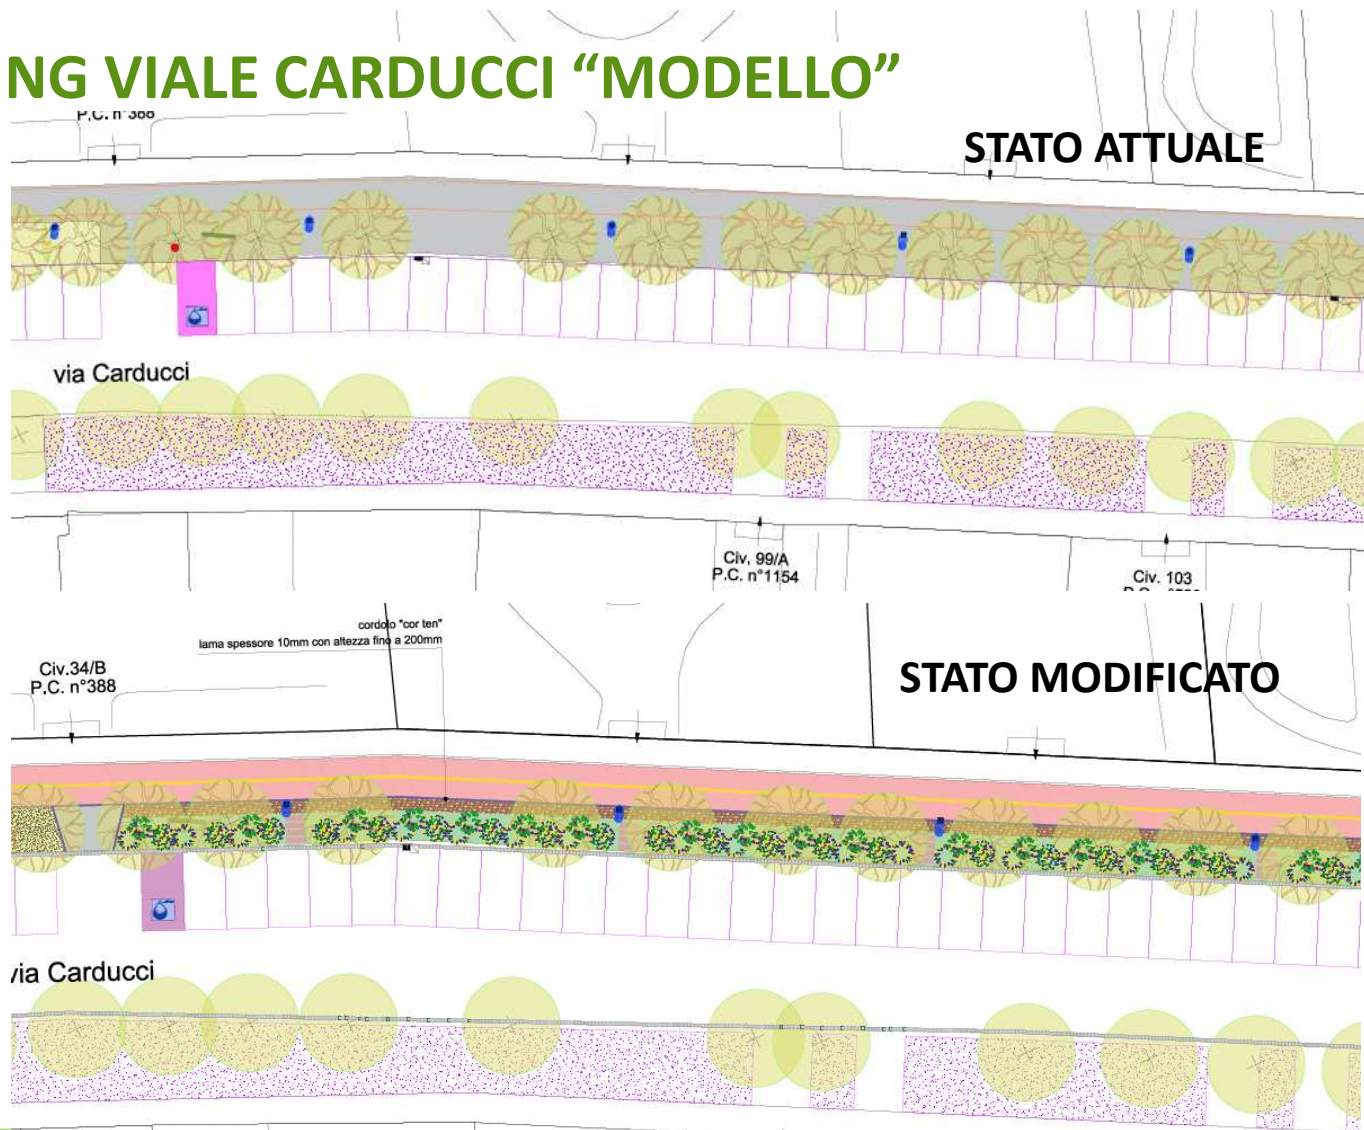 NG VIALE CARDUCCI “MODELLO”
P.C. n°388
STATO ATTUALE
via Carducci
Civ. 99/A
P.C. n°1154
Civ. 103
cordolo "cor ten"
lama spessore 10mm con altezza fino a 200mm
Civ.34/B
P.C. n°388
STATO MODIFICATO
via Carducci